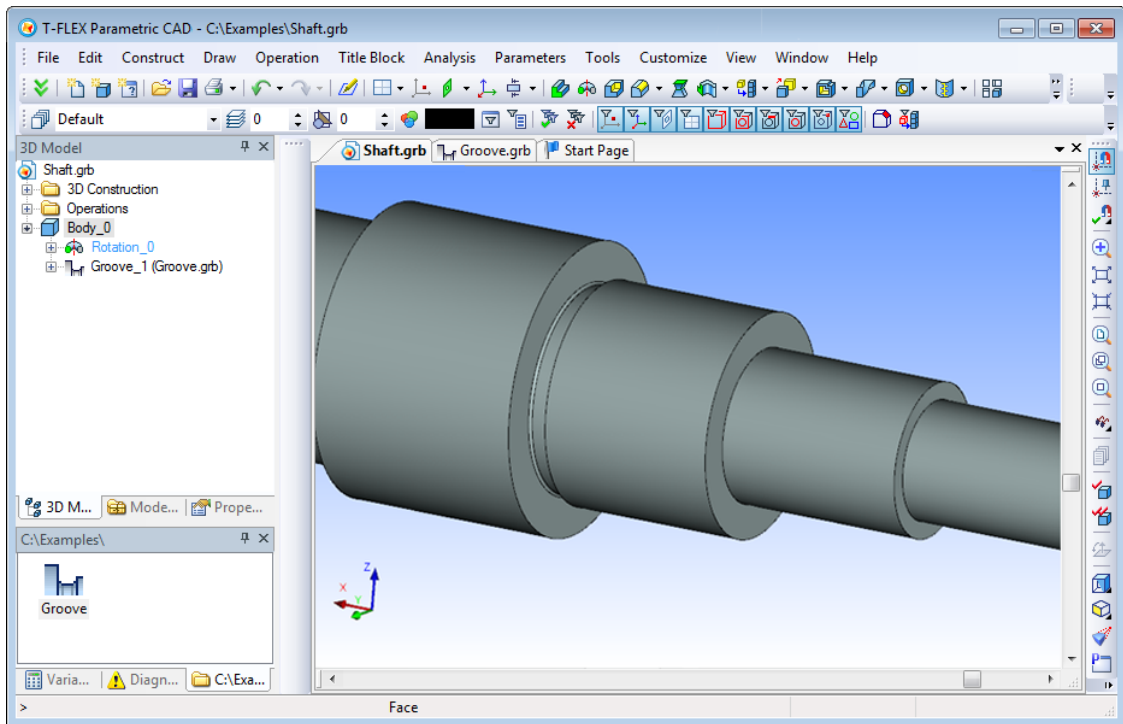 T-FLEX Parametric CAD - C:\Examples\Shaft.grb
File Edit Construct Draw Operation Title Block Analysis Parameters Tools Customize View Window Help
Default 0 0
3D Model
Shaft.grb Groove.grb Start Page
Shaft.grb
3D Construction
Operations
Body_0
Rotation_0
Groove_1 (Groove.grb)
3D M... Mode... Prope...
C:\Examples\
Groove
Z
X
Y
Varia... Diagn... C:\Exa...
> Face